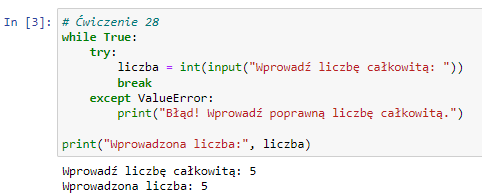 In [3]: # Ćwiczenie 28
while True:
    try:
        liczba = int(input("Wprowadź liczbę całkowitą: "))
        break
    except ValueError:
        print("Błąd! Wprowadź poprawną liczbę całkowitą.")

print("Wprowadzona liczba:", liczba)
Wprowadź liczbę całkowitą: 5
Wprowadzona liczba: 5